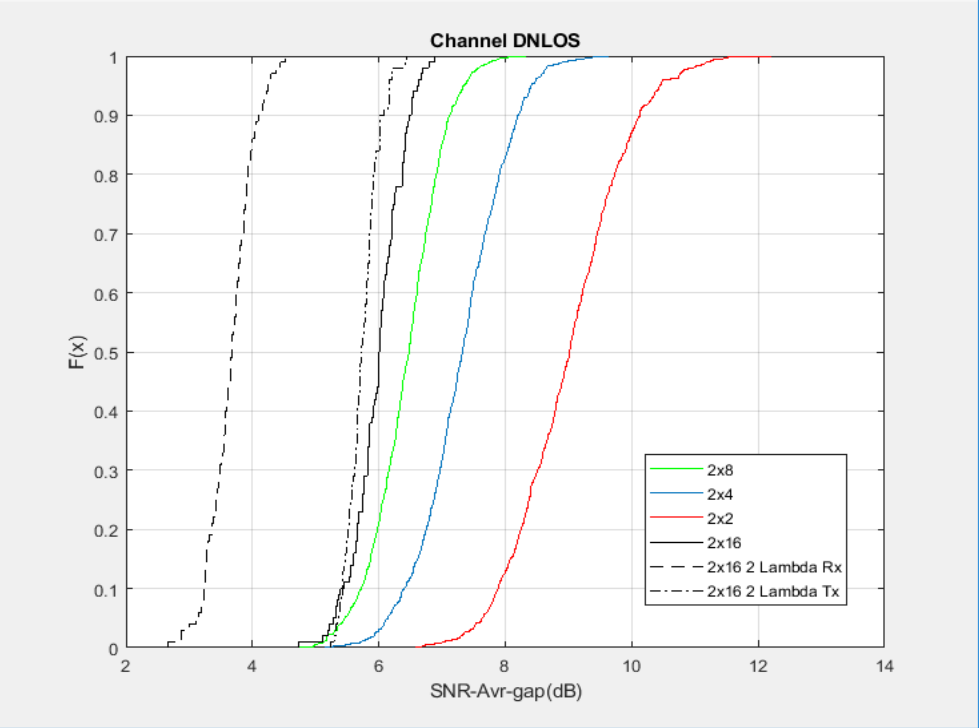 Channel DNLOS
1
0.9
0.8
0.7
0.6
0.5
0.4
0.3
0.2
0.1
0
F(x)
2x8
2x4
2x2
2x16
2x16 2 Lambda Rx
2x16 2 Lambda Tx
2 4 6 8 10 12 14
SNR-Avr-gap(dB)